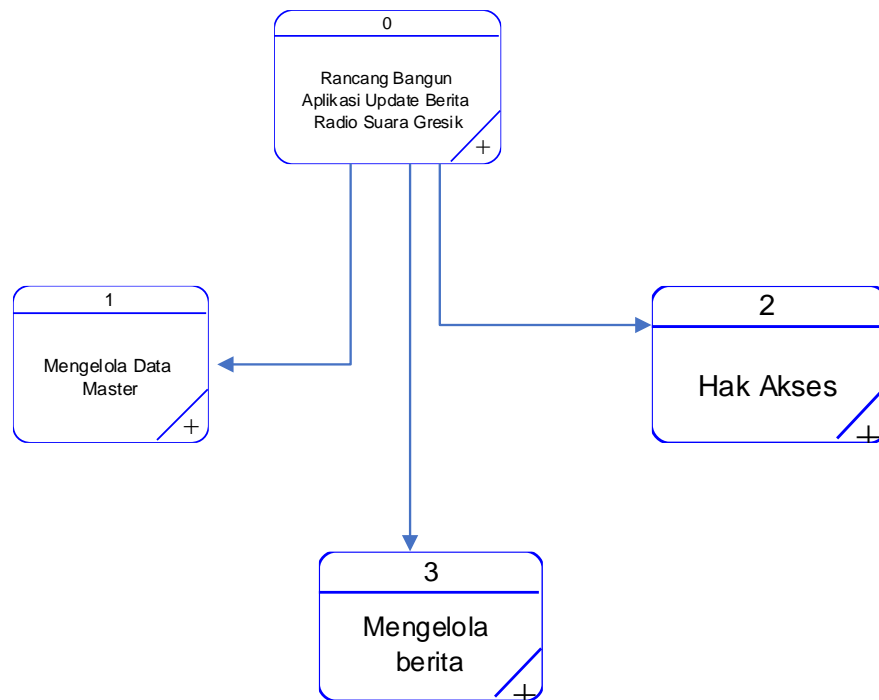 0
Rancang Bangun
Aplikasi Update Berita
Radio Suara Gresik
+
1
Mengelola Data
Master
+
2
Hak Akses
+
3
Mengelola
berita
+